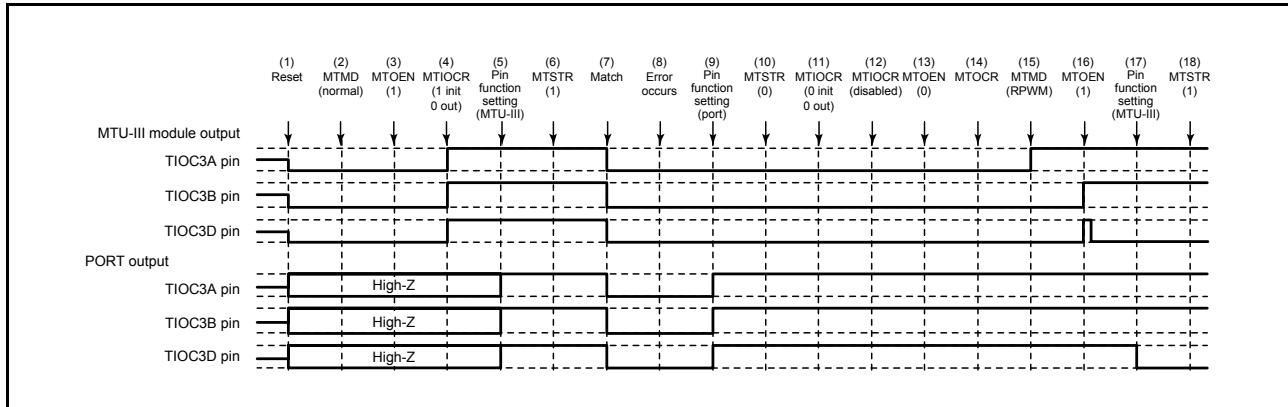 (1) (2) (3) (4) (5) (6) (7) (8) (9) (10) (11) (12) (13) (14) (15) (16) (17) (18)
Reset MTMD MTOEN MTIOCR Pin MTSTR Match Error Pin MTSTR MTIOCR MTIOCR MTOEN MTOCR MTMD MTOEN Pin MTSTR
(normal) (1) (1 init function (1) occurs function (0) (0 init (disabled) (0) (RPWM) (1) function (1)
0 out) setting setting 0 out) setting
(MTU-III) (port) (MTU-III)
MTU-III module output
TIOC3A pin
TIOC3B pin
TIOC3D pin
PORT output
TIOC3A pin High-Z
TIOC3B pin High-Z
TIOC3D pin High-Z